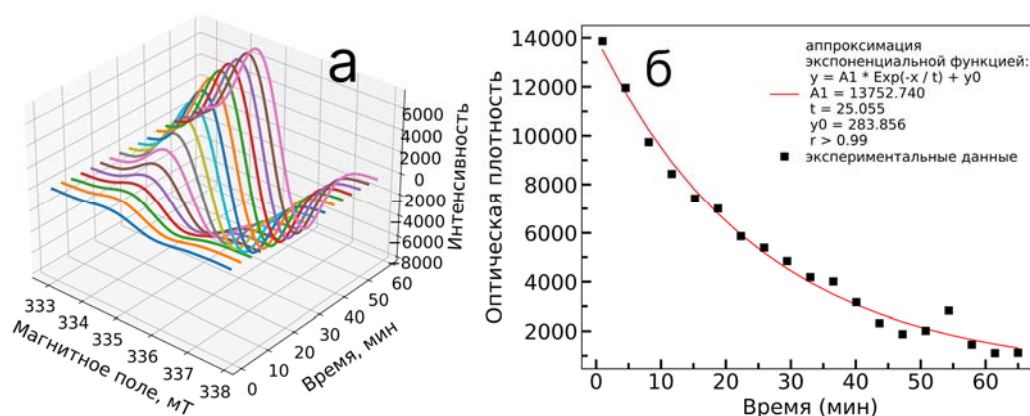 а
6000
4000
2000
0
2000
4000
6000
8000
Интенсивность
333
334
335
336
337
338
Магнитное поле, мТ
0
10
20
30
40
50
60
Время, мин
б
14000
12000
10000
8000
6000
4000
2000
Оптическая плотность
0
10
20
30
40
50
60
Время (мин)
аппроксимация
экспоненциальной функцией:
y = A1 * Exp(-x / t) + y0
A1 = 13752.740
t = 25.055
y0 = 283.856
r > 0.99
экспериментальные данные